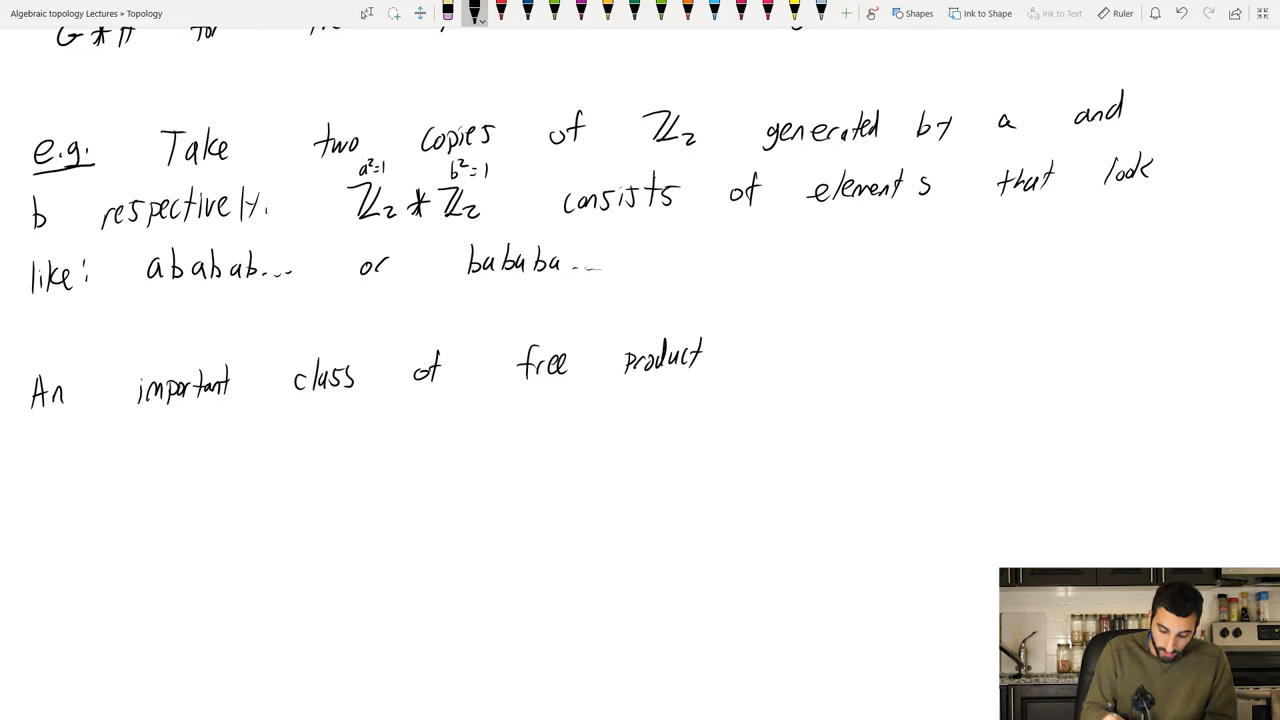 Algebraic topology Lectures » Topology
Shapes Ink to Shape Ink to Text Ruler
G * H for
e.g. Take two copies of ℤ₂ generated by a and
a²=1 b²=1
b respectively. ℤ₂ * ℤ₂ consists of elements that look
like: ababab... or bababa...
An important class of free product